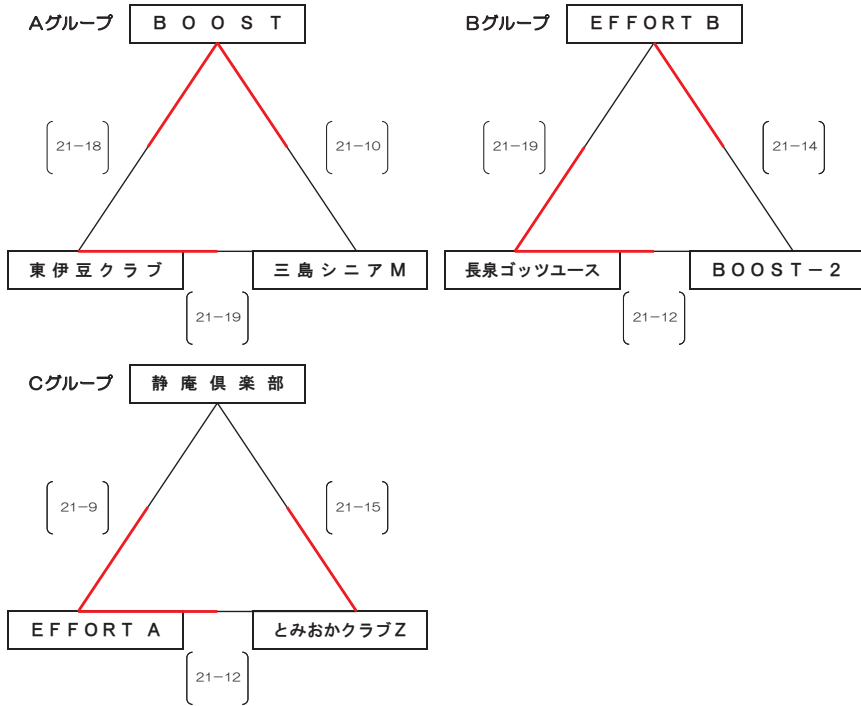 Aグループ
BOOST
21-18
21-10
東伊豆クラブ
三島シニアM
21-19
Bグループ
EFFORT B
21-19
21-14
長泉ゴッツユース
BOOST-2
21-12
Cグループ
静庵倶楽部
21-9
21-15
EFFORT A
とみおかクラブZ
21-12